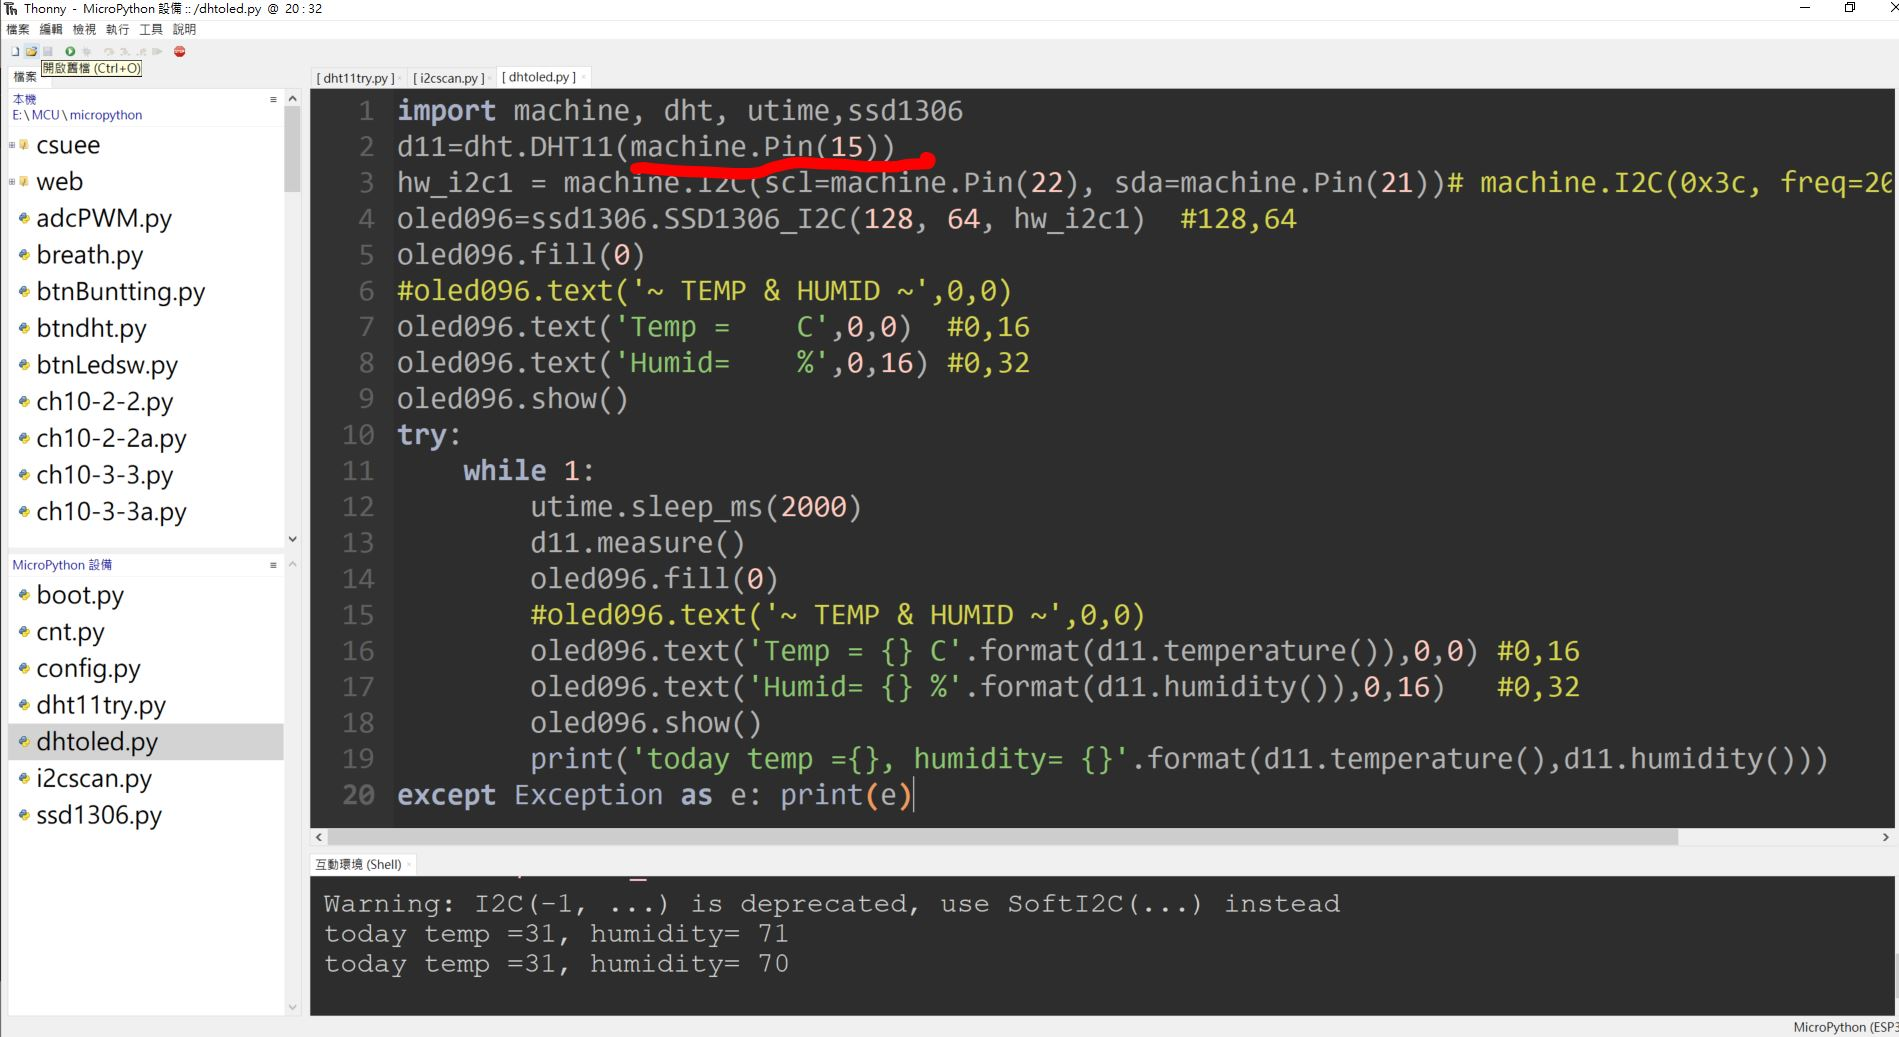 Thonny - MicroPython 設備 :: /dhtoled.py @ 20 : 32
檔案 編輯 檢視 執行 工具 說明
開啟舊檔 (Ctrl+O)
檔案
本機
E: \ MCU \ micropython
csuee
web
adcPWM.py
breath.py
btnBuntting.py
btndht.py
btnLedsw.py
ch10-2-2.py
ch10-2-2a.py
ch10-3-3.py
ch10-3-3a.py
MicroPython 設備
boot.py
cnt.py
config.py
dht11try.py
dhtoled.py
i2cscan.py
ssd1306.py
[ dht11try.py ] [ i2cscan.py ] [ dhtoled.py ]
1 import machine, dht, utime,ssd1306
2 d11=dht.DHT11(machine.Pin(15))
3 hw_i2c1 = machine.I2C(scl=machine.Pin(22), sda=machine.Pin(21))# machine.I2C(0x3c, freq=20
4 oled096=ssd1306.SSD1306_I2C(128, 64, hw_i2c1)  #128,64
5 oled096.fill(0)
6 #oled096.text('~ TEMP & HUMID ~',0,0)
7 oled096.text('Temp =    C',0,0)  #0,16
8 oled096.text('Humid=    %',0,16) #0,32
9 oled096.show()
10 try:
11     while 1:
12         utime.sleep_ms(2000)
13         d11.measure()
14         oled096.fill(0)
15         #oled096.text('~ TEMP & HUMID ~',0,0)
16         oled096.text('Temp = {} C'.format(d11.temperature()),0,0) #0,16
17         oled096.text('Humid= {} %'.format(d11.humidity()),0,16)   #0,32
18         oled096.show()
19         print('today temp ={}, humidity= {}'.format(d11.temperature(),d11.humidity()))
20 except Exception as e: print(e)
互動環境 (Shell)
Warning: I2C(-1, ...) is deprecated, use SoftI2C(...) instead
today temp =31, humidity= 71
today temp =31, humidity= 70
MicroPython (ESP3